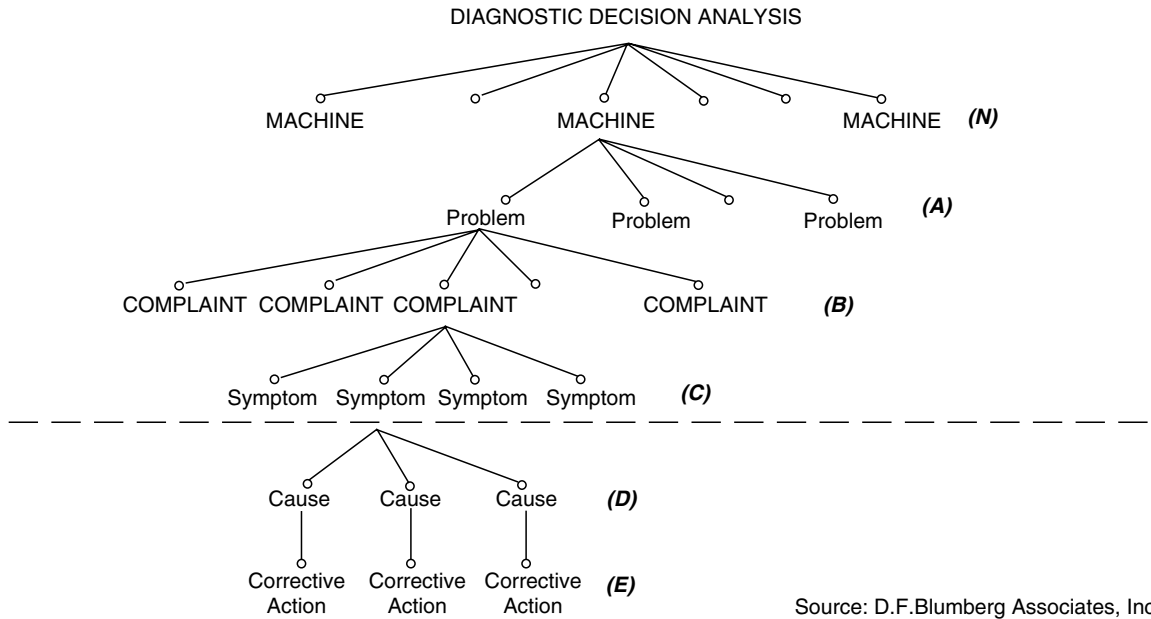 DIAGNOSTIC DECISION ANALYSIS
MACHINE MACHINE MACHINE (N)
Problem Problem Problem (A)
COMPLAINT COMPLAINT COMPLAINT COMPLAINT (B)
Symptom Symptom Symptom Symptom (C)
Cause Cause Cause (D)
Corrective Corrective Corrective (E)
Action Action Action
Source: D.F.Blumberg Associates, Inc